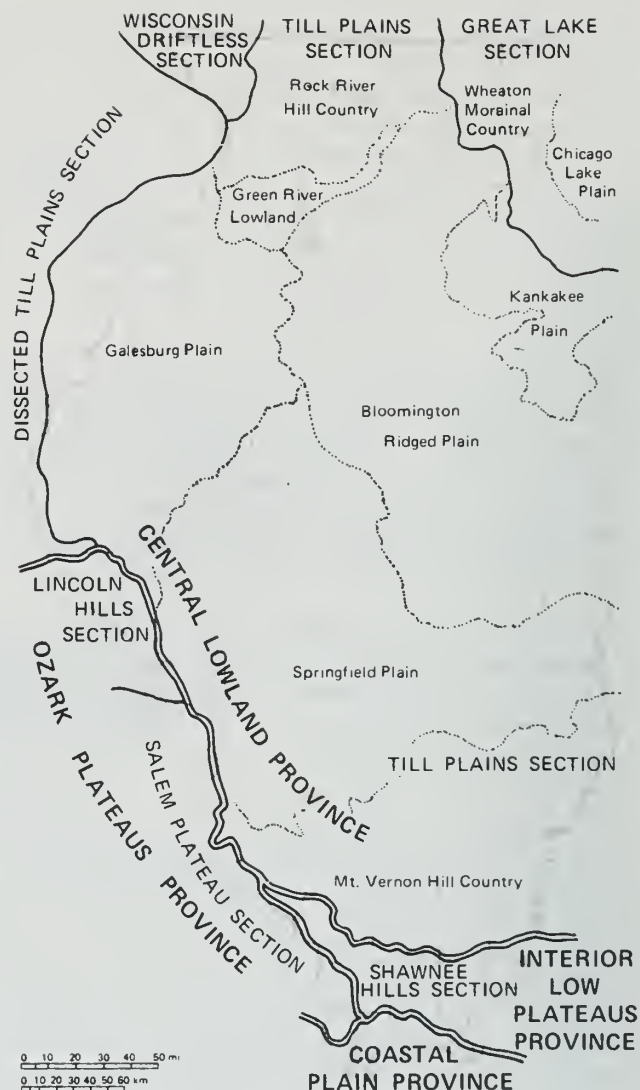 WISCONSIN
DRIFTLESS
SECTION
TILL PLAINS
SECTION
GREAT LAKE
SECTION
Rock River
Hill Country
Wheaton
Morainal
Country
Chicago
Lake
Plain
Green River
Lowland
DISSECTED TILL PLAINS SECTION
Kankakee
Plain
Galesburg Plain
Bloomington
Ridged Plain
LINCOLN
HILLS
SECTION
CENTRAL LOWLAND PROVINCE
OZARK PLATEAUS PROVINCE
Springfield Plain
SALEM PLATEAU SECTION
TILL PLAINS SECTION
Mt. Vernon Hill Country
SHAWNEE
HILLS SECTION
INTERIOR
LOW
PLATEAUS
PROVINCE
COASTAL
PLAIN PROVINCE
0 10 20 30 40 50 mi
0 10 20 30 40 50 60 km